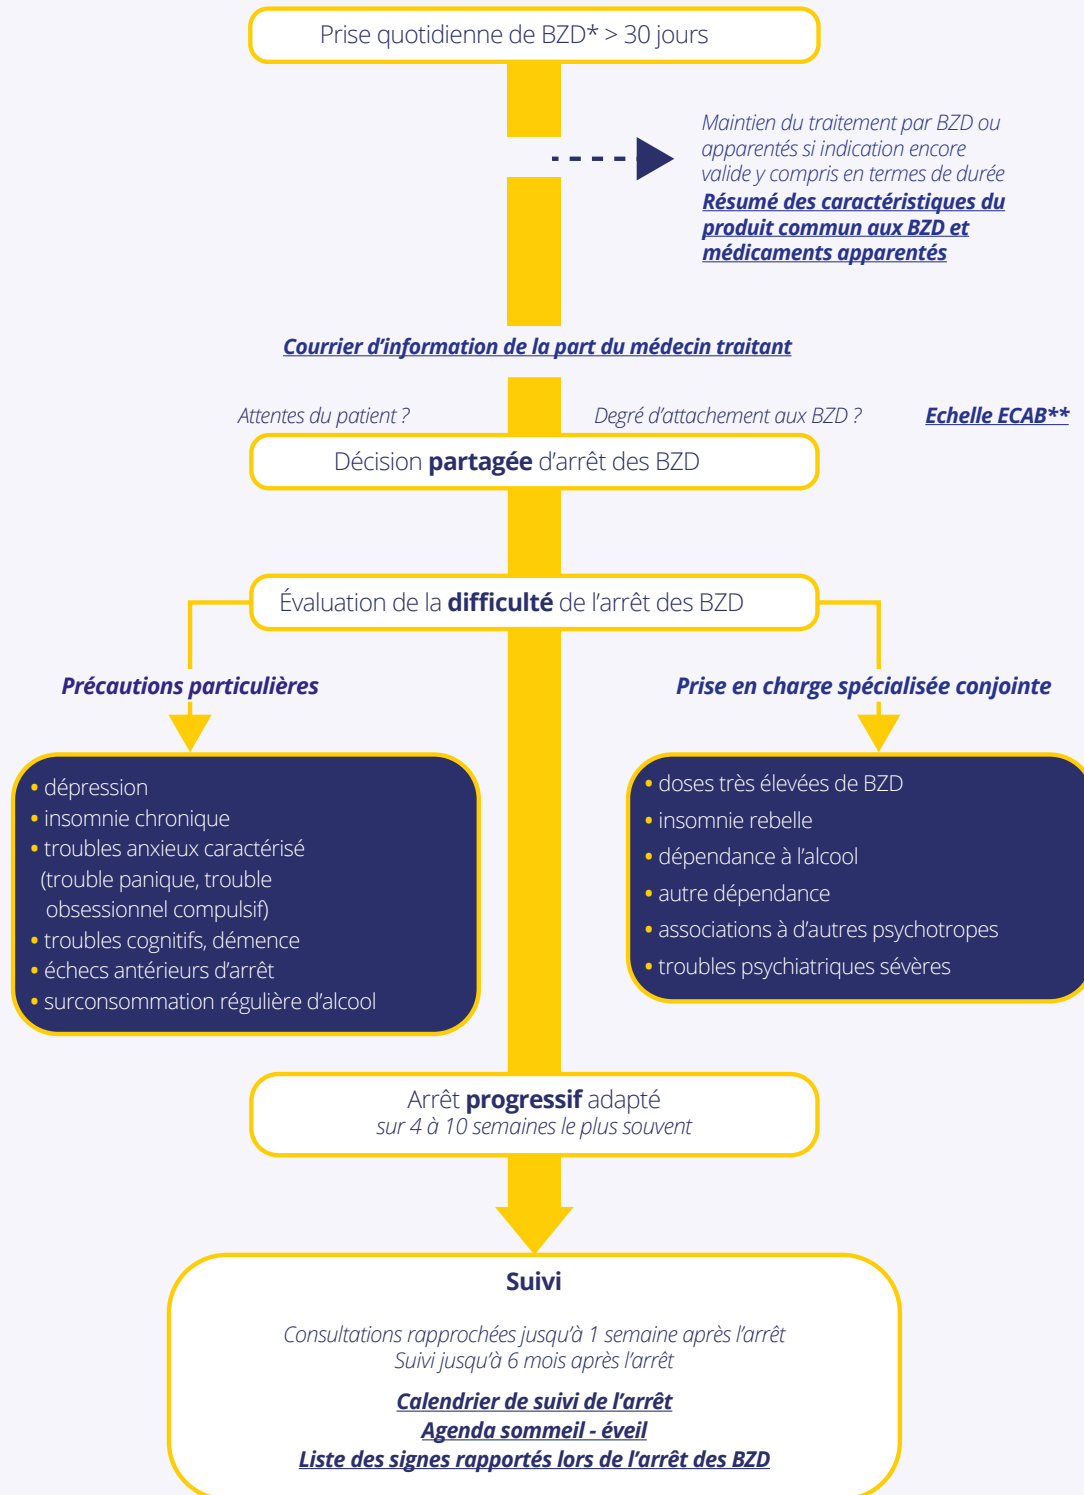 Prise quotidienne de BZD* > 30 jours
Maintien du traitement par BZD ou
apparentés si indication encore
valide y compris en termes de durée
Résumé des caractéristiques du
produit commun aux BZD et
médicaments apparentés
Courrier d'information de la part du médecin traitant
Attentes du patient ?
Degré d'attachement aux BZD ?
Echelle ECAB**
Décision partagée d'arrêt des BZD
Évaluation de la difficulté de l'arrêt des BZD
Précautions particulières
• dépression
• insomnie chronique
• troubles anxieux caractérisé
(trouble panique, trouble
obsessionnel compulsif)
• troubles cognitifs, démence
• échecs antérieurs d'arrêt
• surconsommation régulière d'alcool
Prise en charge spécialisée conjointe
• doses très élevées de BZD
• insomnie rebelle
• dépendance à l'alcool
• autre dépendance
• associations à d'autres psychotropes
• troubles psychiatriques sévères
Arrêt progressif adapté
sur 4 à 10 semaines le plus souvent
Suivi
Consultations rapprochées jusqu'à 1 semaine après l'arrêt
Suivi jusqu'à 6 mois après l'arrêt
Calendrier de suivi de l'arrêt
Agenda sommeil - éveil
Liste des signes rapportés lors de l'arrêt des BZD